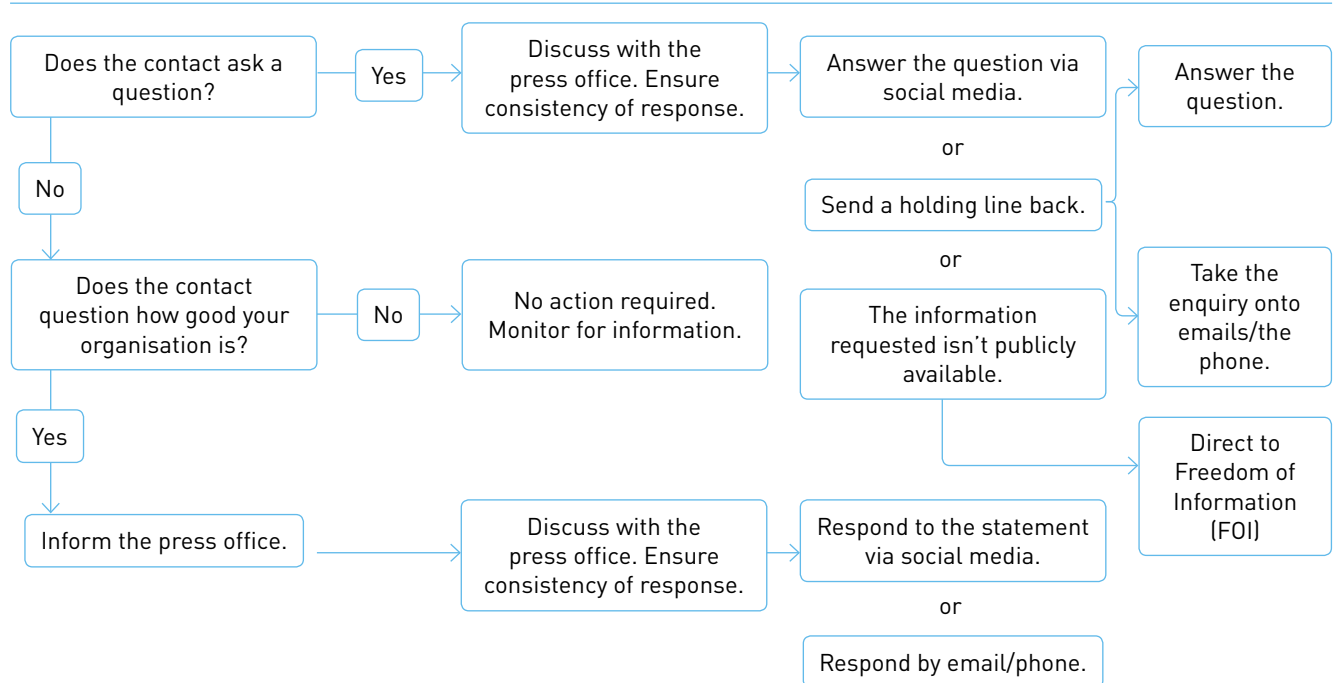 Does the contact ask a
question?
Yes
Discuss with the
press office. Ensure
consistency of response.
Answer the question via
social media.
or
Send a holding line back.
or
The information
requested isn’t publicly
available.
Answer the
question.
Take the
enquiry onto
emails/the
phone.
Direct to
Freedom of
Information
(FOI)
No
Does the contact
question how good your
organisation is?
No
No action required.
Monitor for information.
Yes
Inform the press office.
Discuss with the
press office. Ensure
consistency of response.
Respond to the statement
via social media.
or
Respond by email/phone.